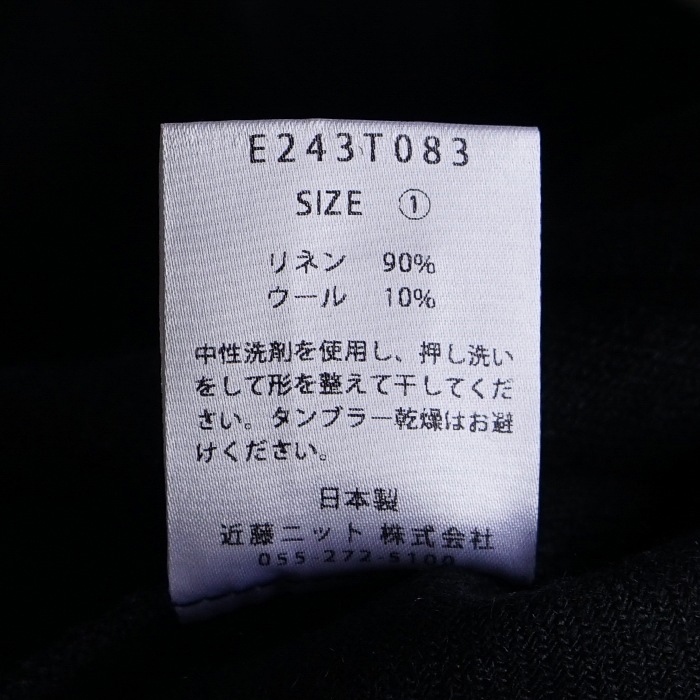 E243T083
SIZE ①
リネン 90%
ウール 10%
中性洗剤を使用し、押し洗い
をして形を整えて干してくだ
さい。タンブラー乾燥はお避
けください。
日本製
近藤ニット 株式会社
055-272-5100